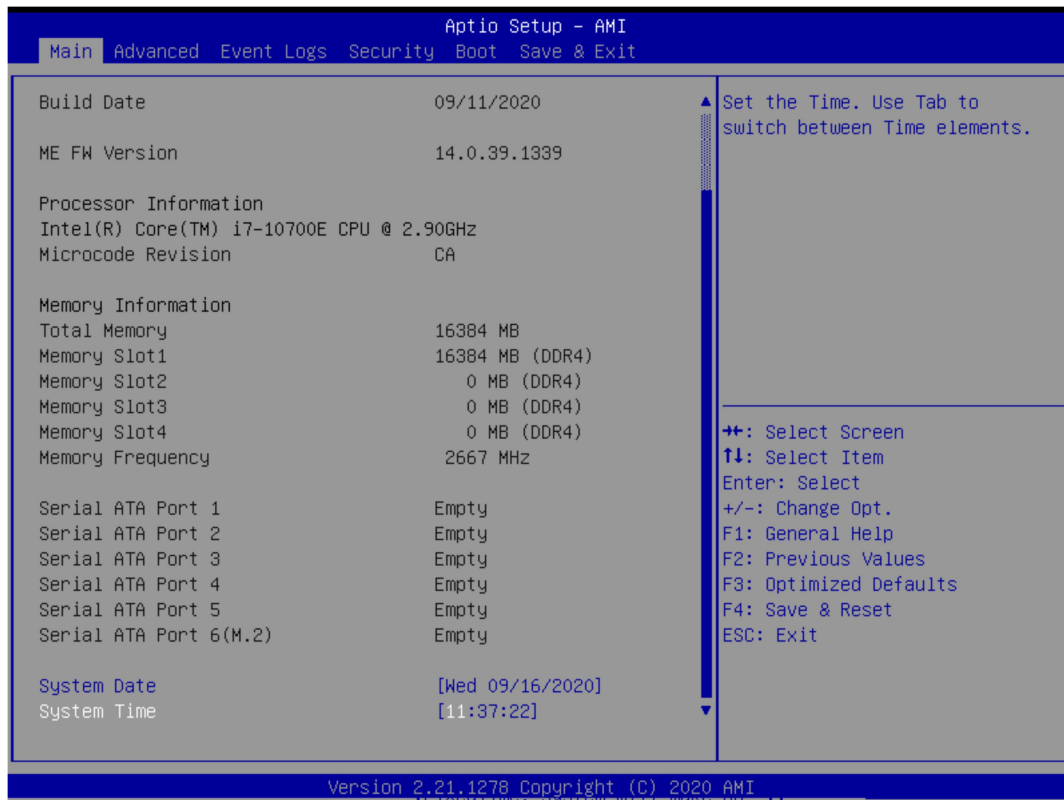 Aptio Setup – AMI
Main Advanced Event Logs Security Boot Save & Exit
Build Date 09/11/2020
ME FW Version 14.0.39.1339
Processor Information
Intel(R) Core(TM) i7-10700E CPU @ 2.90GHz
Microcode Revision CA
Memory Information
Total Memory 16384 MB
Memory Slot1 16384 MB (DDR4)
Memory Slot2 0 MB (DDR4)
Memory Slot3 0 MB (DDR4)
Memory Slot4 0 MB (DDR4)
Memory Frequency 2667 MHz
Serial ATA Port 1 Empty
Serial ATA Port 2 Empty
Serial ATA Port 3 Empty
Serial ATA Port 4 Empty
Serial ATA Port 5 Empty
Serial ATA Port 6(M.2) Empty
System Date [Wed 09/16/2020]
System Time [11:37:22]
Set the Time. Use Tab to
switch between Time elements.
→←: Select Screen
↑↓: Select Item
Enter: Select
+/-: Change Opt.
F1: General Help
F2: Previous Values
F3: Optimized Defaults
F4: Save & Reset
ESC: Exit
Version 2.21.1278 Copyright (C) 2020 AMI